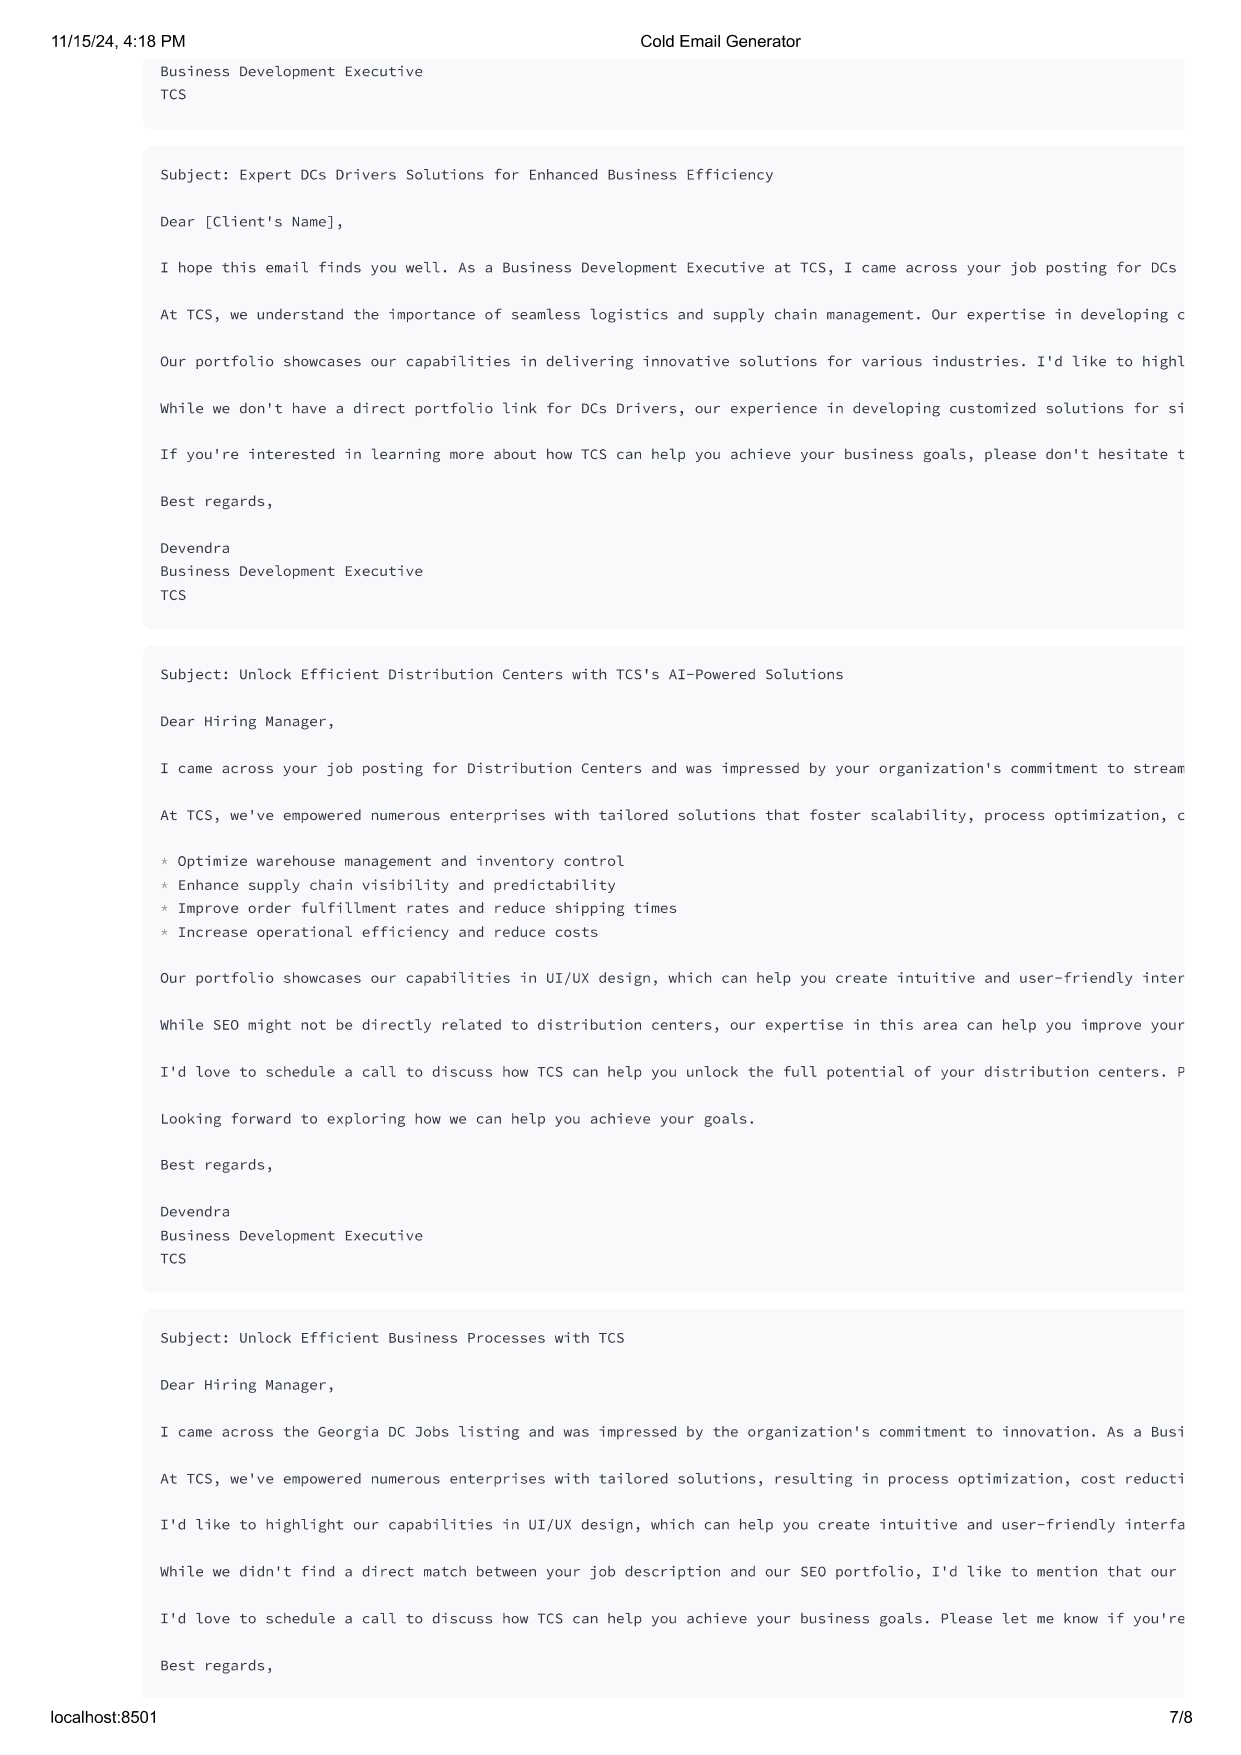 11/15/24, 4:18 PM
Cold Email Generator
Business Development Executive
TCS
Subject: Expert DCs Drivers Solutions for Enhanced Business Efficiency
Dear [Client's Name],
I hope this email finds you well. As a Business Development Executive at TCS, I came across your job posting for DCs
At TCS, we understand the importance of seamless logistics and supply chain management. Our expertise in developing c
Our portfolio showcases our capabilities in delivering innovative solutions for various industries. I'd like to highl
While we don't have a direct portfolio link for DCs Drivers, our experience in developing customized solutions for si
If you're interested in learning more about how TCS can help you achieve your business goals, please don't hesitate t
Best regards,
Devendra
Business Development Executive
TCS
Subject: Unlock Efficient Distribution Centers with TCS's AI-Powered Solutions
Dear Hiring Manager,
I came across your job posting for Distribution Centers and was impressed by your organization's commitment to stream
At TCS, we've empowered numerous enterprises with tailored solutions that foster scalability, process optimization, c
* Optimize warehouse management and inventory control
* Enhance supply chain visibility and predictability
* Improve order fulfillment rates and reduce shipping times
* Increase operational efficiency and reduce costs
Our portfolio showcases our capabilities in UI/UX design, which can help you create intuitive and user-friendly inter
While SEO might not be directly related to distribution centers, our expertise in this area can help you improve your
I'd love to schedule a call to discuss how TCS can help you unlock the full potential of your distribution centers. P
Looking forward to exploring how we can help you achieve your goals.
Best regards,
Devendra
Business Development Executive
TCS
Subject: Unlock Efficient Business Processes with TCS
Dear Hiring Manager,
I came across the Georgia DC Jobs listing and was impressed by the organization's commitment to innovation. As a Busi
At TCS, we've empowered numerous enterprises with tailored solutions, resulting in process optimization, cost reducti
I'd like to highlight our capabilities in UI/UX design, which can help you create intuitive and user-friendly interfa
While we didn't find a direct match between your job description and our SEO portfolio, I'd like to mention that our
I'd love to schedule a call to discuss how TCS can help you achieve your business goals. Please let me know if you're
Best regards,
localhost:8501
7/8